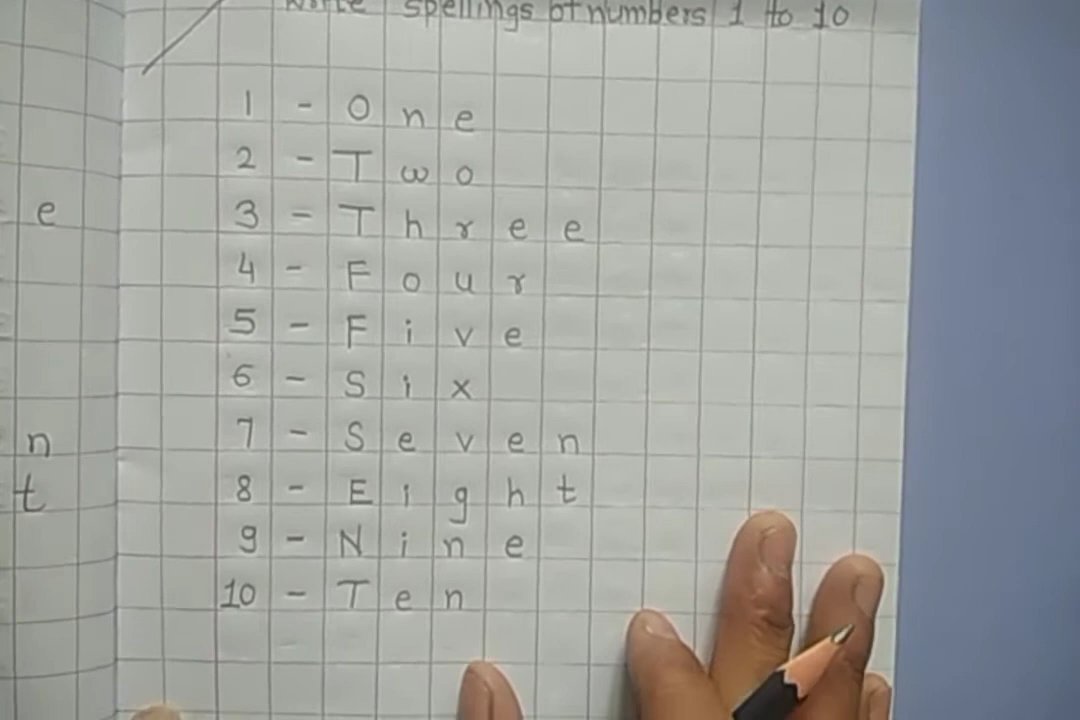 Write spellings of numbers 1 to 10
1 - One
2 - Two
3 - Three
4 - Four
5 - Five
6 - Six
7 - Seven
8 - Eight
9 - Nine
10 - Ten
e
n
t